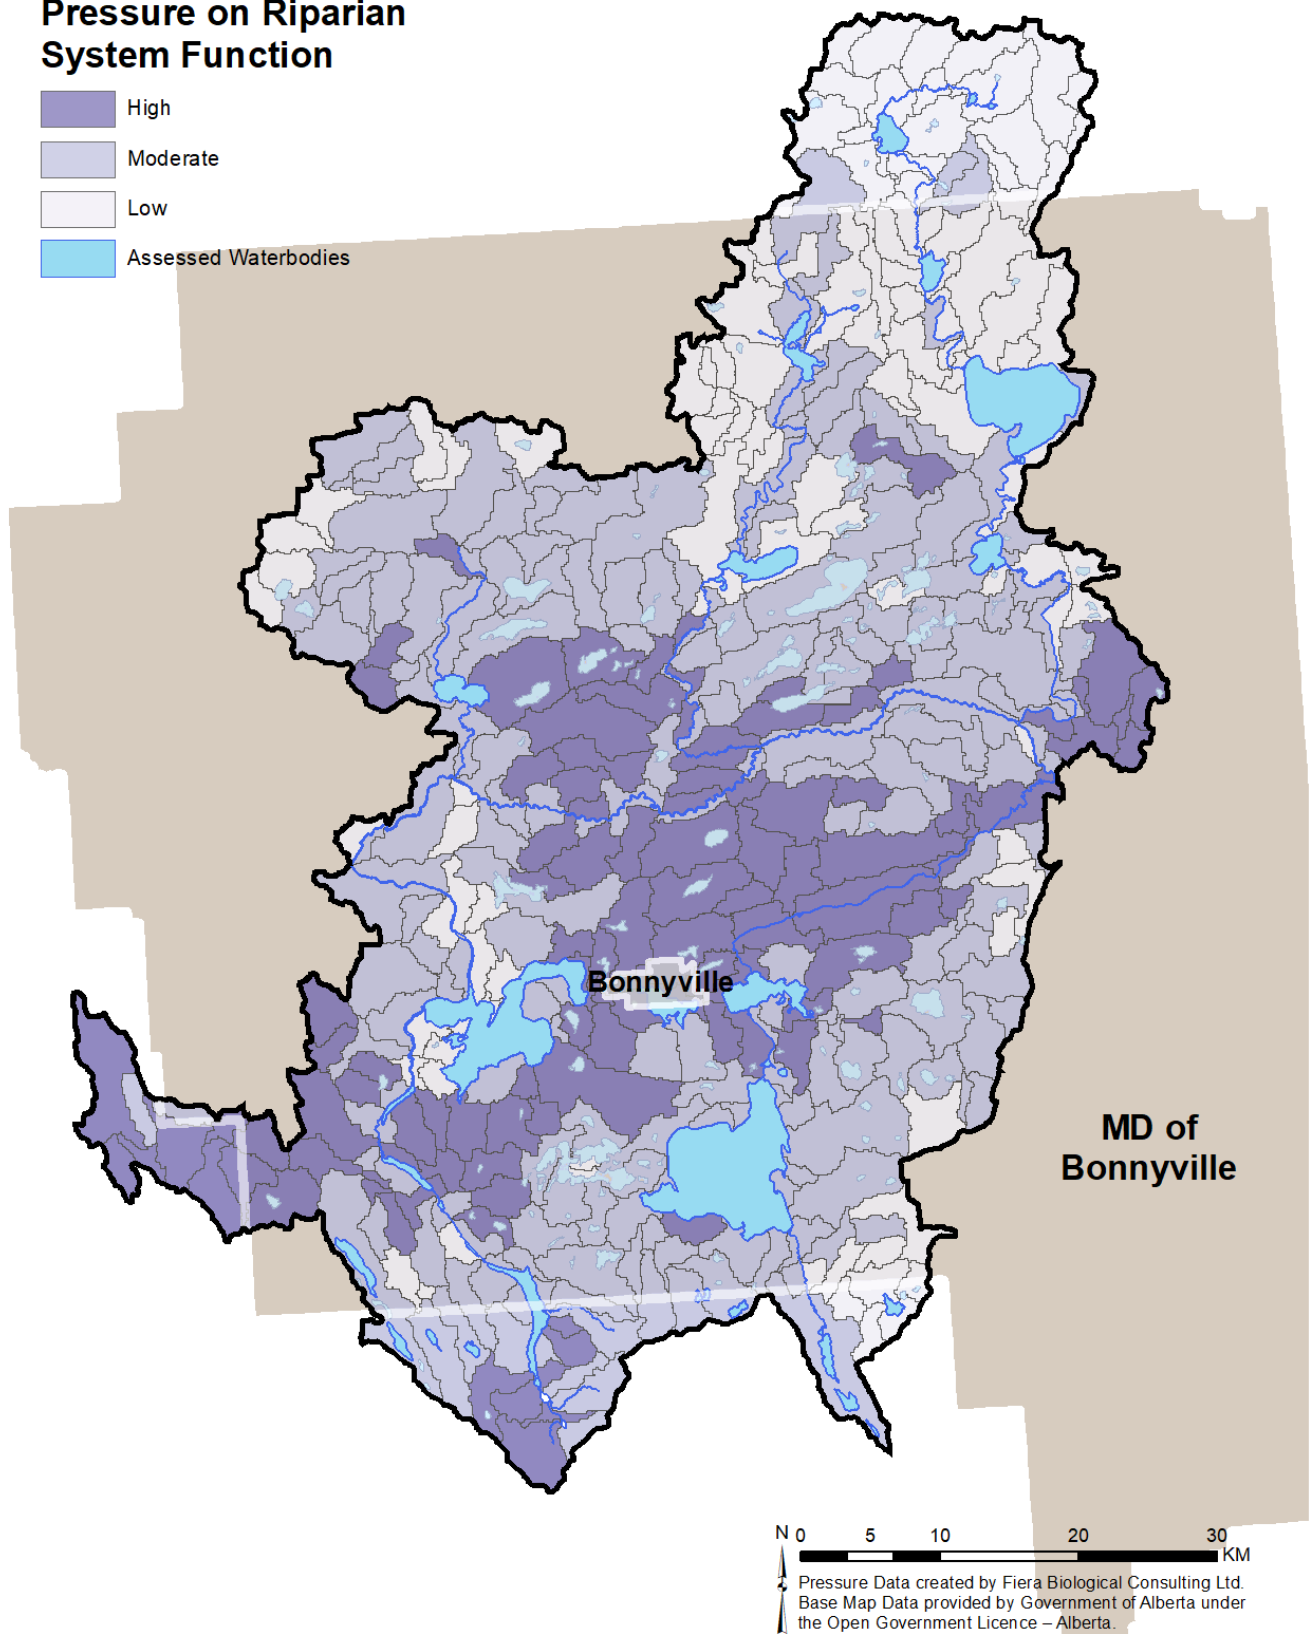 Pressure on Riparian
System Function
High
Moderate
Low
Assessed Waterbodies
Bonnyville
MD of
Bonnyville
N 0 5 10 20 30
KM
Pressure Data created by Fiera Biological Consulting Ltd.
Base Map Data provided by Government of Alberta under
the Open Government Licence – Alberta.